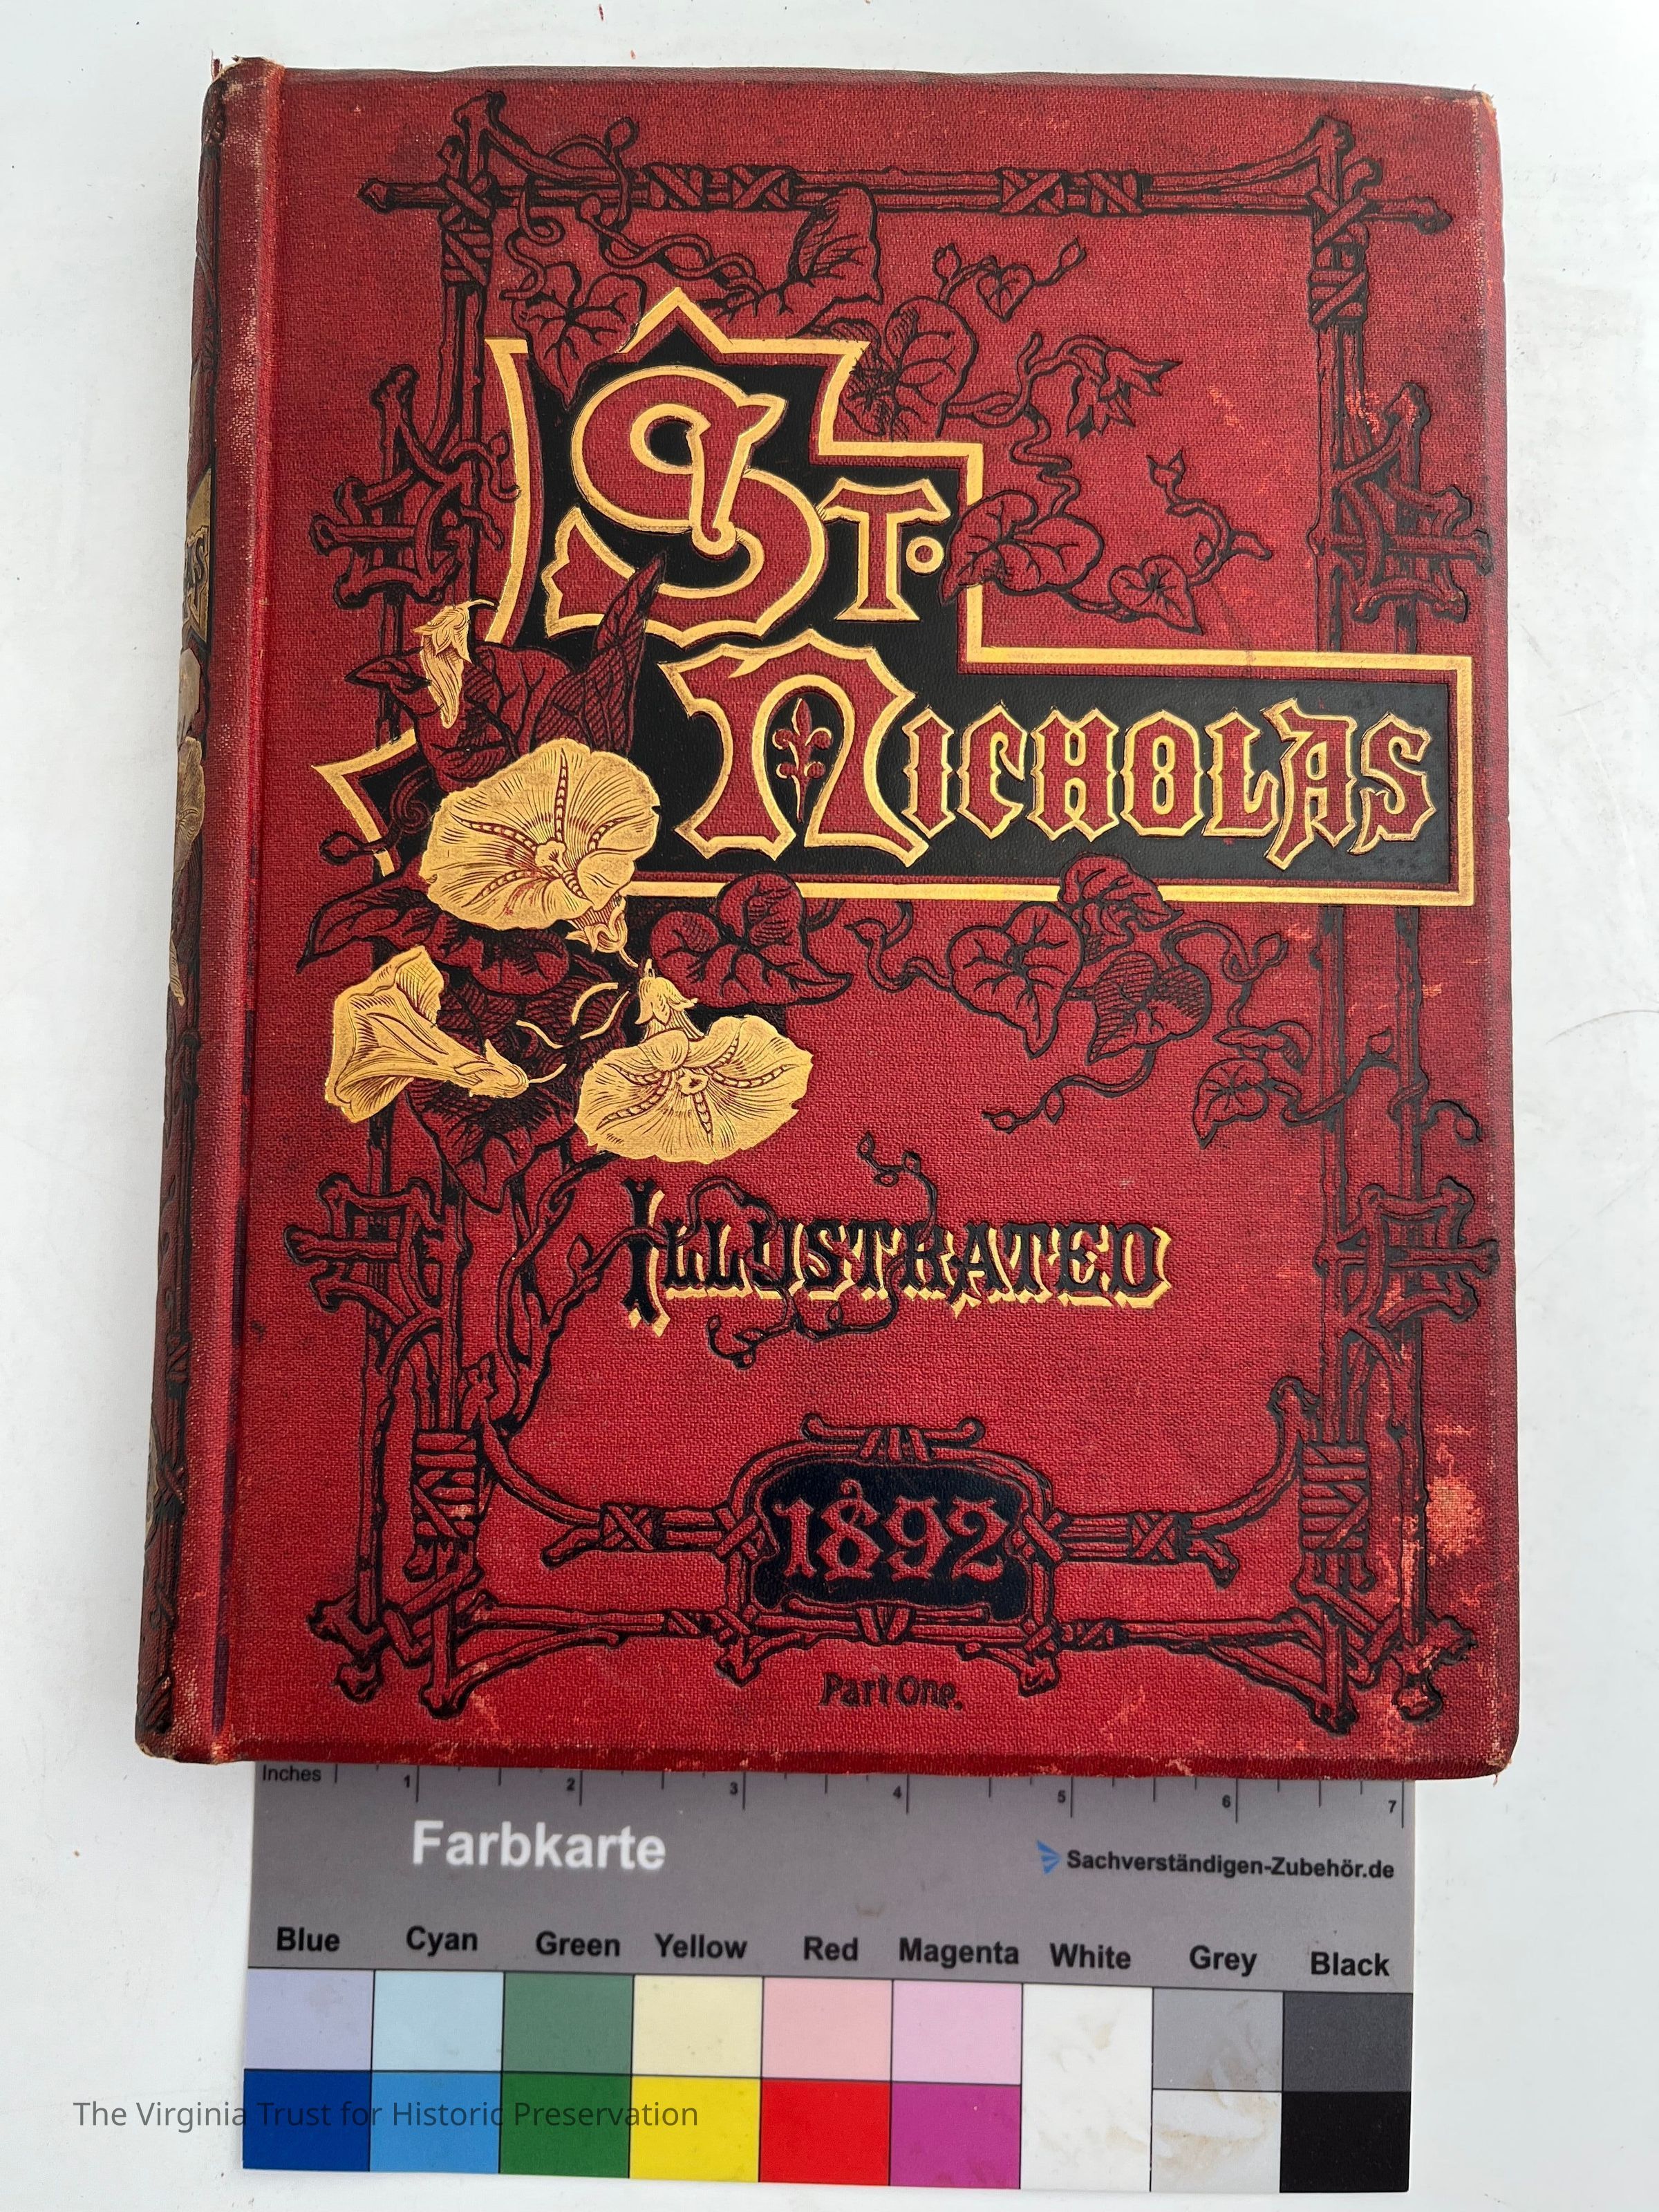 St.
Nicholas
Illustrated
1892
Part One.
Inches 1 2 3 4 5 6 7
Farbkarte
Sachverständigen-Zubehör.de
Blue Cyan Green Yellow Red Magenta White Grey Black
The Virginia Trust for Historic Preservation